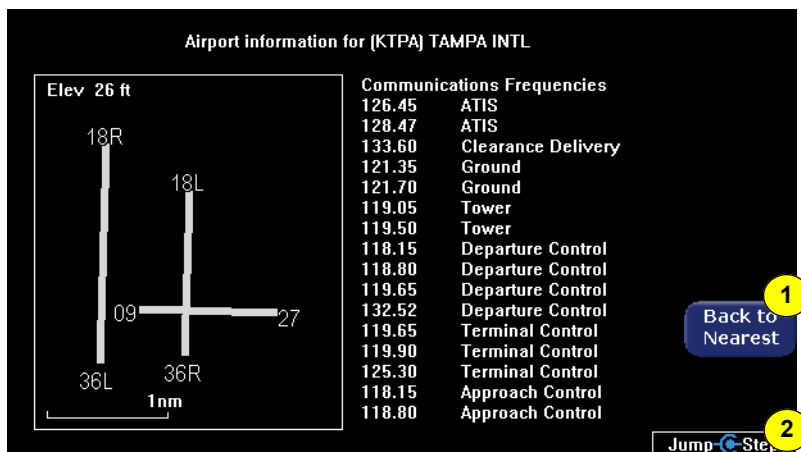 Airport information for (KTPA) TAMPA INTL
Elev 26 ft
18R
18L
09
27
36L
36R
1nm
Communications Frequencies
126.45 ATIS
128.47 ATIS
133.60 Clearance Delivery
121.35 Ground
121.70 Ground
119.05 Tower
119.50 Tower
118.15 Departure Control
118.80 Departure Control
119.65 Departure Control
132.52 Departure Control
119.65 Terminal Control
119.90 Terminal Control
125.30 Terminal Control
118.15 Approach Control
118.80 Approach Control
1
Back to
Nearest
2
Jump Step